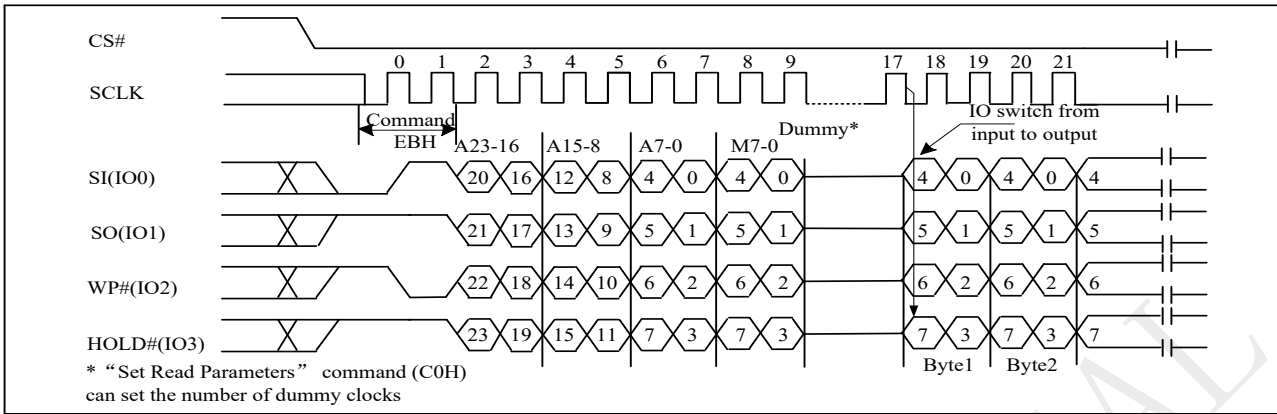 CS#
0 1 2 3 4 5 6 7 8 9 17 18 19 20 21
SCLK
Command
EBH
Dummy*
IO switch from
input to output
A23-16 A15-8 A7-0 M7-0
SI(IO0) 20 16 12 8 4 0 4 0 4 0 4 0 4
SO(IO1) 21 17 13 9 5 1 5 1 5 1 5 1 5
WP#(IO2) 22 18 14 10 6 2 6 2 6 2 6 2 6
HOLD#(IO3) 23 19 15 11 7 3 7 3 7 3 7 3 7
Byte1 Byte2
* “Set Read Parameters” command (C0H)
can set the number of dummy clocks